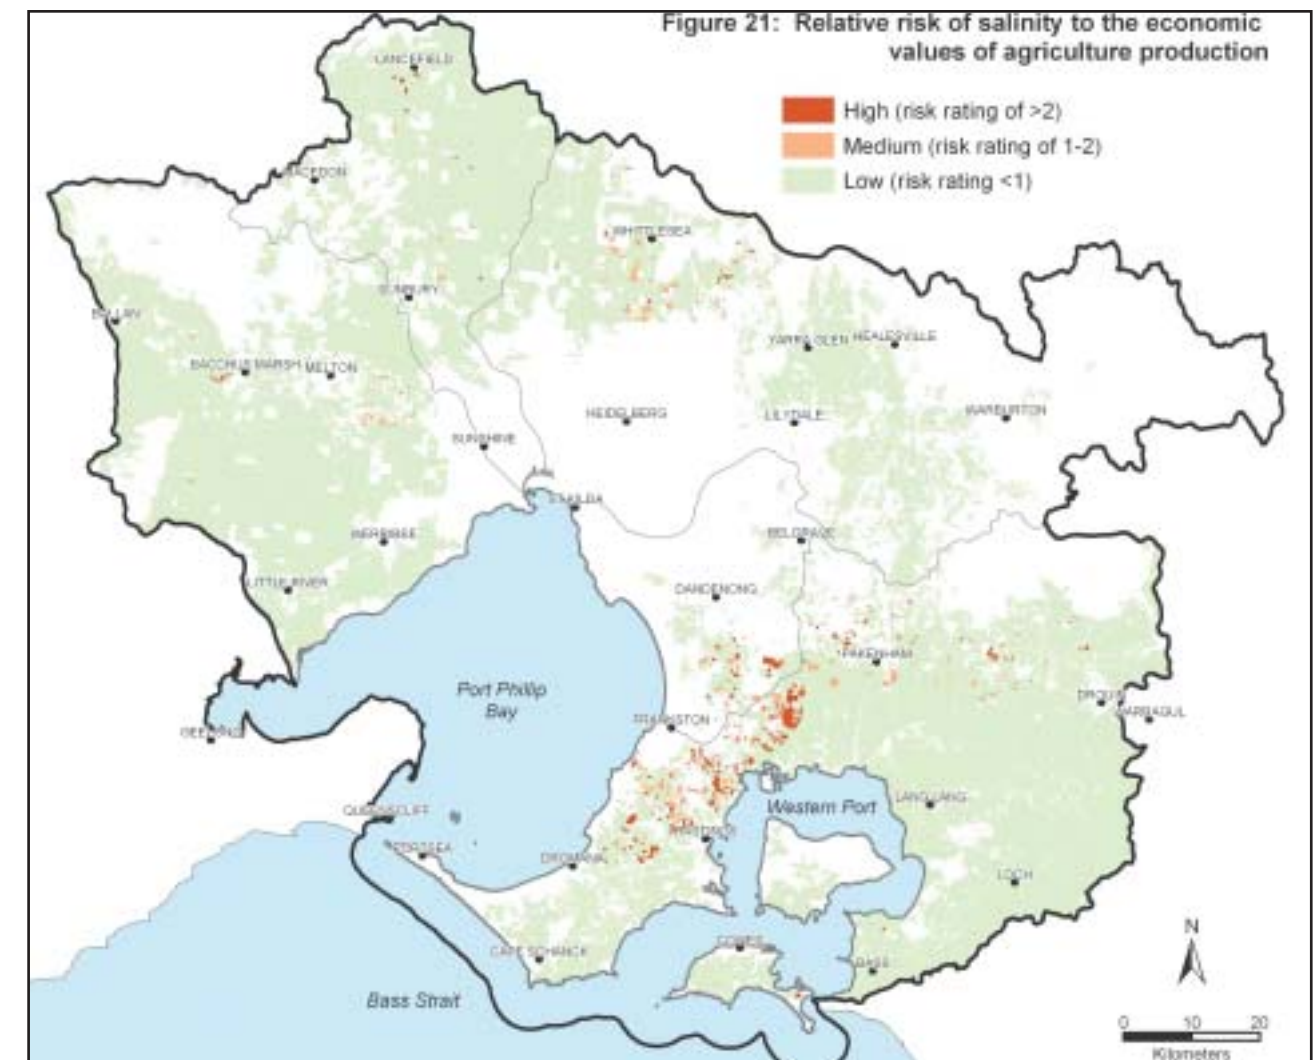 Figure 21: Relative risk of salinity to the economic
values of agriculture production
High (risk rating of >2)
Medium (risk rating of 1-2)
Low (risk rating <1)
LANCEFIELD
MACEDON
WHITTLESEA
SUNBURY
BALLAN
YARRA GLEN
HEALESVILLE
BACCHUS MARSH
MELTON
HEIDELBERG
LILYDALE
WARBURTON
SUNSHINE
ST KILDA
WERRIBEE
BELGRAVE
LITTLE RIVER
DANDENONG
PAKENHAM
Port Phillip
Bay
DROUIN
WARRAGUL
FRANKSTON
GEELONG
Western Port
LANG LANG
QUEENSCLIFF
HASTINGS
PORTSEA
DROMANA
LOCH
COWES
CAPE SCHANCK
BASS
Bass Strait
N
0 10 20
Kilometers